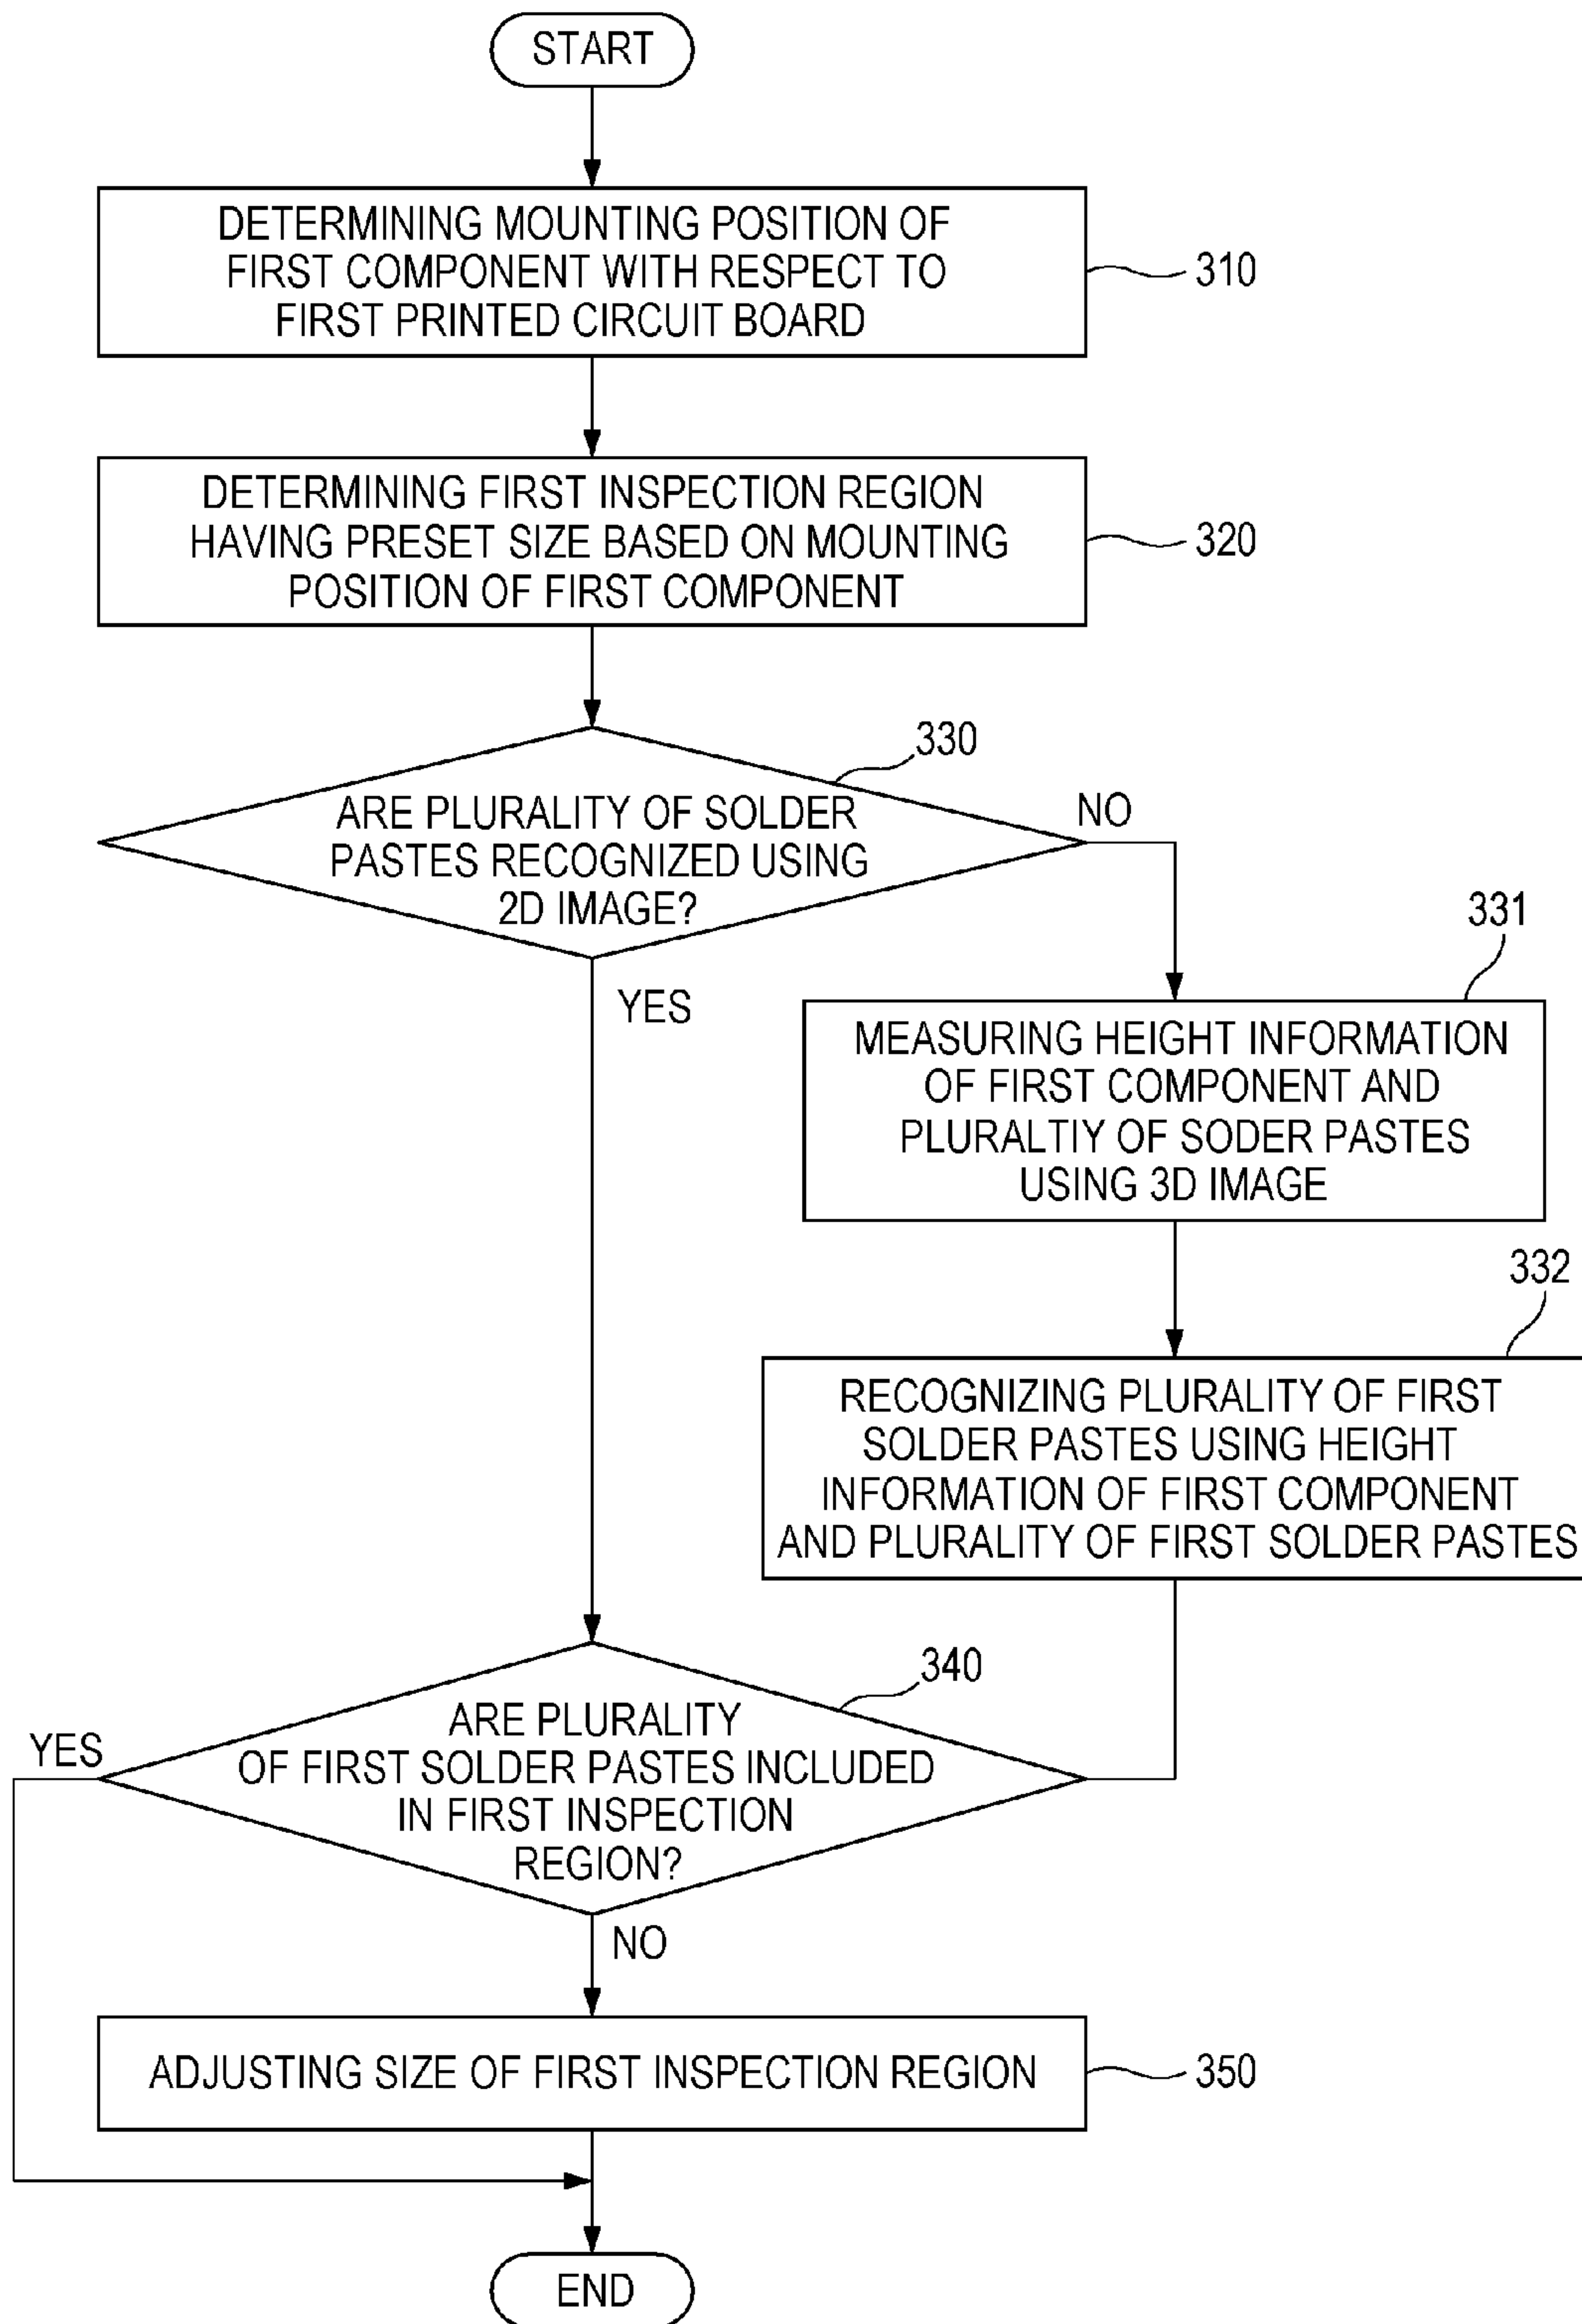 START
DETERMINING MOUNTING POSITION OF
FIRST COMPONENT WITH RESPECT TO
FIRST PRINTED CIRCUIT BOARD
310
DETERMINING FIRST INSPECTION REGION
HAVING PRESET SIZE BASED ON MOUNTING
POSITION OF FIRST COMPONENT
320
330
ARE PLURALITY OF SOLDER
PASTES RECOGNIZED USING
2D IMAGE?
NO
YES
331
MEASURING HEIGHT INFORMATION
OF FIRST COMPONENT AND
PLURALTIY OF SODER PASTES
USING 3D IMAGE
332
RECOGNIZING PLURALITY OF FIRST
SOLDER PASTES USING HEIGHT
INFORMATION OF FIRST COMPONENT
AND PLURALITY OF FIRST SOLDER PASTES
340
ARE PLURALITY
OF FIRST SOLDER PASTES INCLUDED
IN FIRST INSPECTION
REGION?
YES
NO
ADJUSTING SIZE OF FIRST INSPECTION REGION
350
END